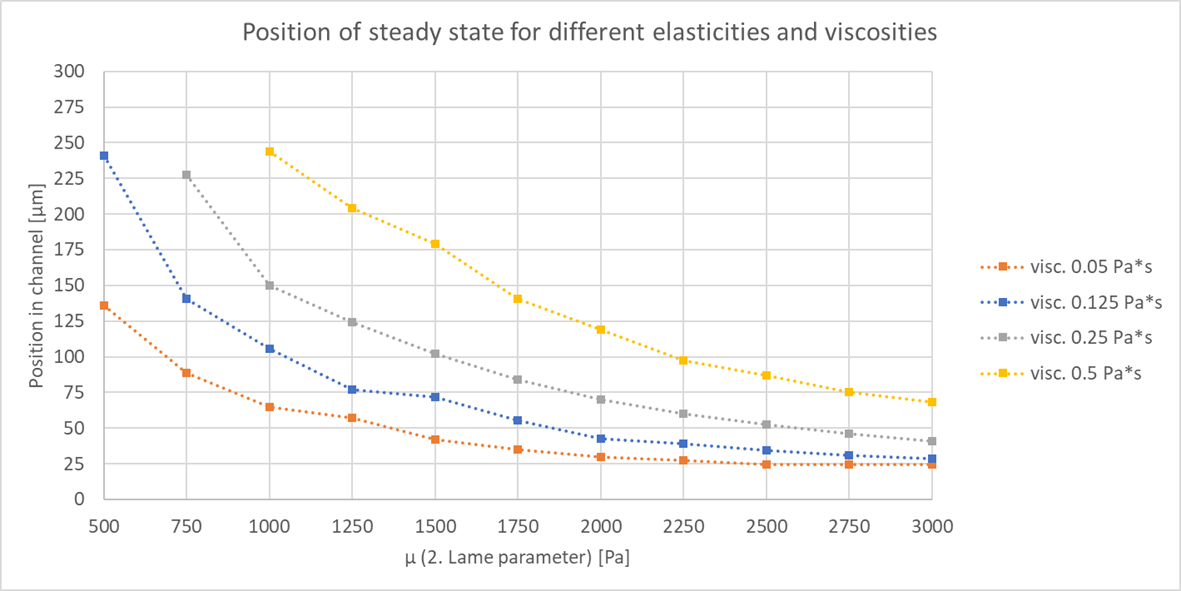 Position of steady state for different elasticities and viscosities
300
275
250
225
200
175
150
125
100
75
50
25
0
Position in channel [µm]
500 750 1000 1250 1500 1750 2000 2250 2500 2750 3000
µ (2. Lame parameter) [Pa]
visc. 0.05 Pa*s
visc. 0.125 Pa*s
visc. 0.25 Pa*s
visc. 0.5 Pa*s